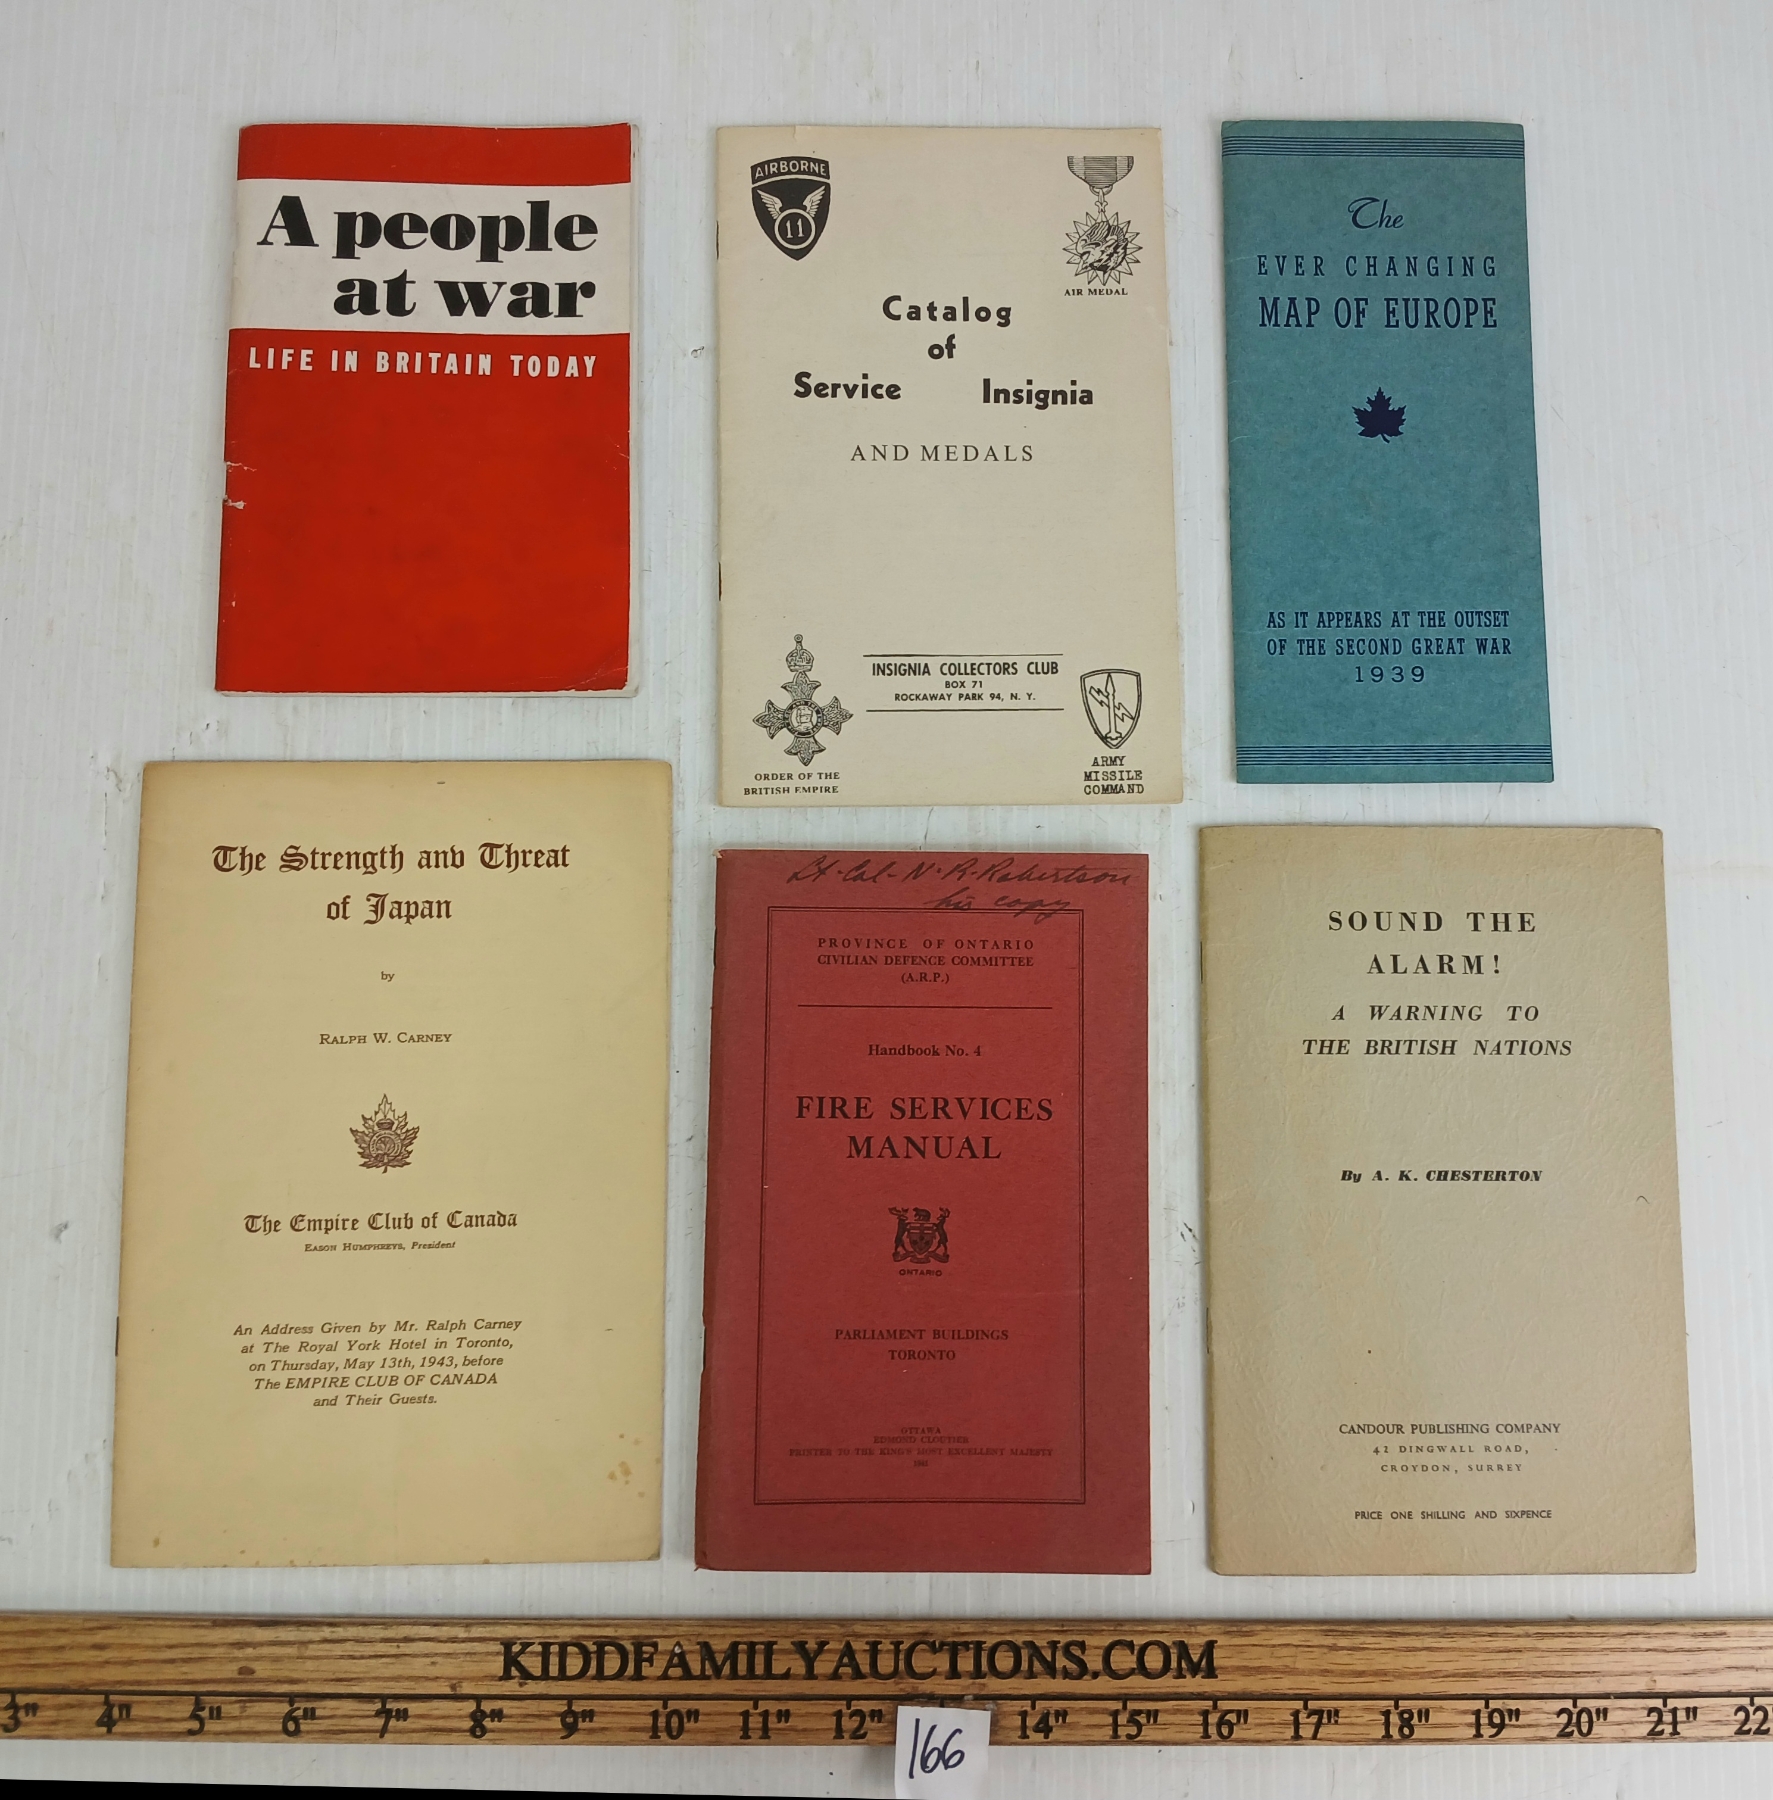 A people
at war
LIFE IN BRITAIN TODAY
AIRBORNE
11
AIR MEDAL
Catalog
of
Service Insignia
AND MEDALS
INSIGNIA COLLECTORS CLUB
BOX 71
ROCKAWAY PARK 94, N. Y.
ORDER OF THE
BRITISH EMPIRE
ARMY
MISSILE
COMMAND
The
EVER CHANGING
MAP OF EUROPE
AS IT APPEARS AT THE OUTSET
OF THE SECOND GREAT WAR
1939
The Strength and Threat
of Japan
by
RALPH W. CARNEY
The Empire Club of Canada
EASON HUMPHREYS, President
An Address Given by Mr. Ralph Carney
at The Royal York Hotel in Toronto,
on Thursday, May 13th, 1943, before
The EMPIRE CLUB OF CANADA
and Their Guests.
Lt-Col-N.R-Robertson
his copy
PROVINCE OF ONTARIO
CIVILIAN DEFENCE COMMITTEE
(A.R.P.)
Handbook No. 4
FIRE SERVICES
MANUAL
ONTARIO
PARLIAMENT BUILDINGS
TORONTO
OTTAWA
EDMOND CLOUTIER
PRINTER TO THE KING'S MOST EXCELLENT MAJESTY
SOUND THE
ALARM!
A WARNING TO
THE BRITISH NATIONS
By A. K. CHESTERTON
CANDOUR PUBLISHING COMPANY
42 DINGWALL ROAD,
CROYDON, SURREY
PRICE ONE SHILLING AND SIXPENCE
KIDDFAMILYAUCTIONS.COM
3" 4" 5" 6" 7" 8" 9" 10" 11" 12" 14" 15" 16" 17" 18" 19" 20" 21" 22
166